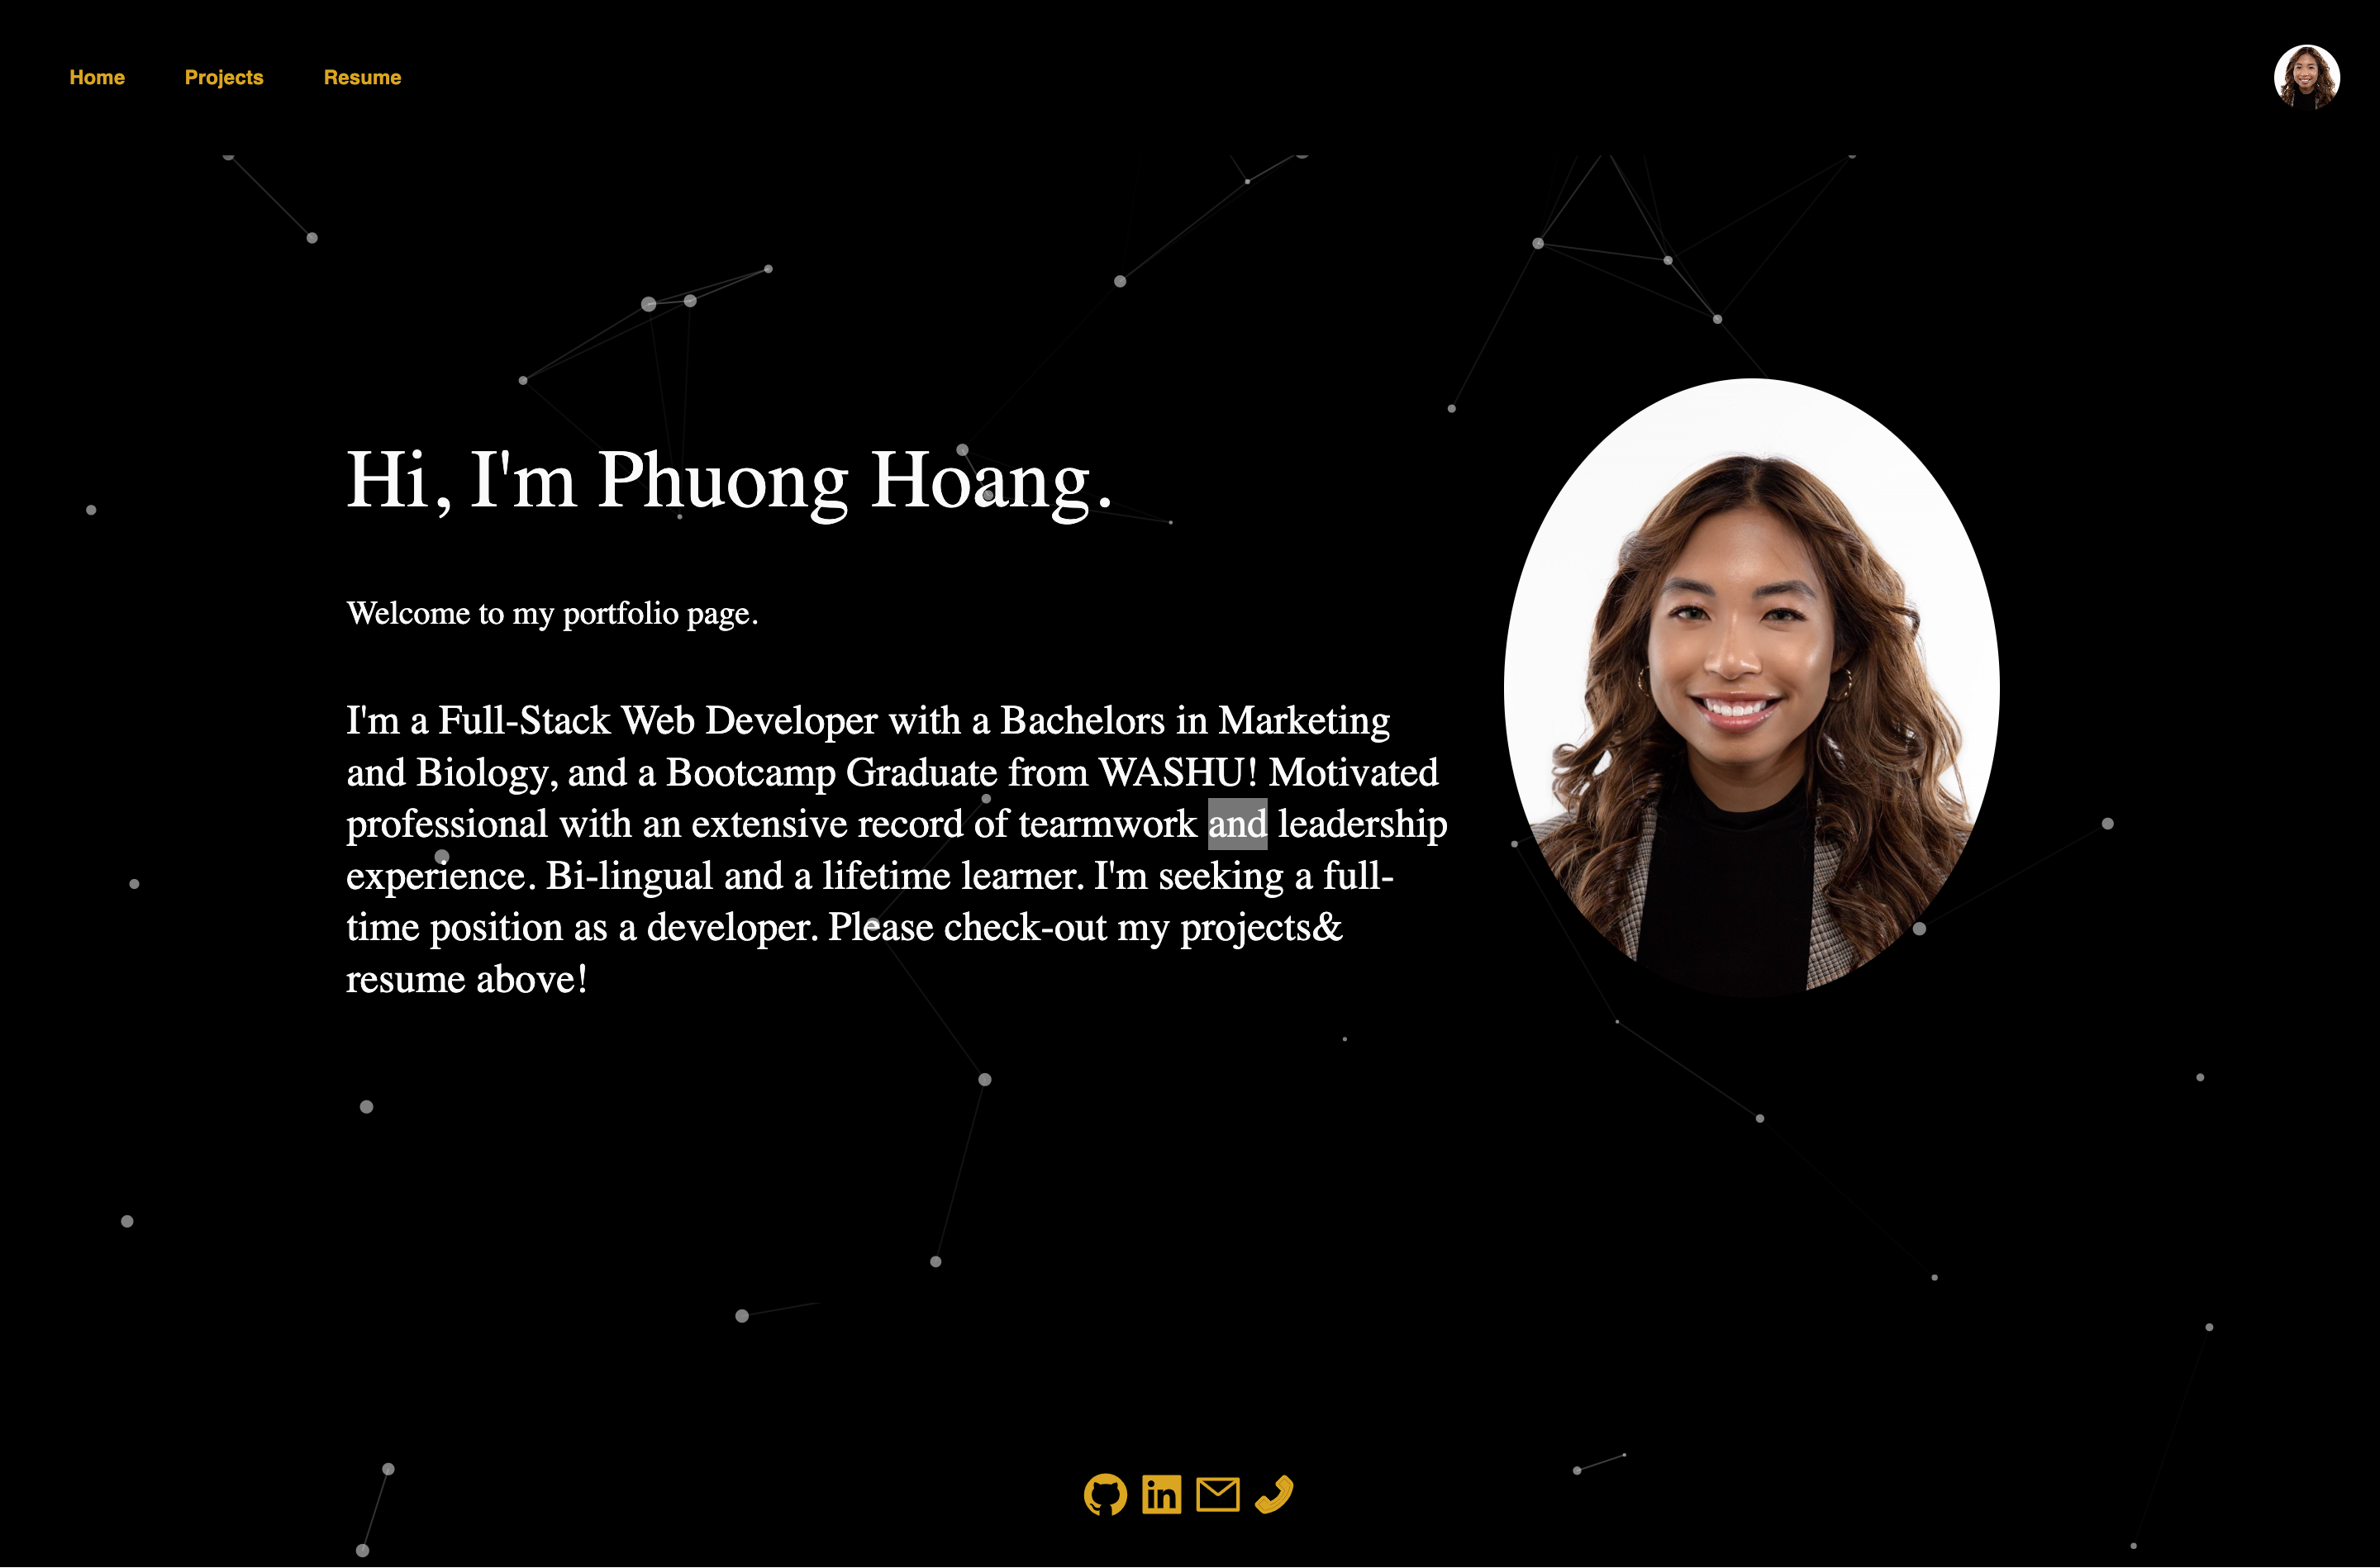 Home
Projects
Resume
Hi, I'm Phuong Hoang.
Welcome to my portfolio page.
I'm a Full-Stack Web Developer with a Bachelors in Marketing
and Biology, and a Bootcamp Graduate from WASHU! Motivated
professional with an extensive record of tearmwork and leadership
experience. Bi-lingual and a lifetime learner. I'm seeking a full-
time position as a developer. Please check-out my projects&
resume above!
in